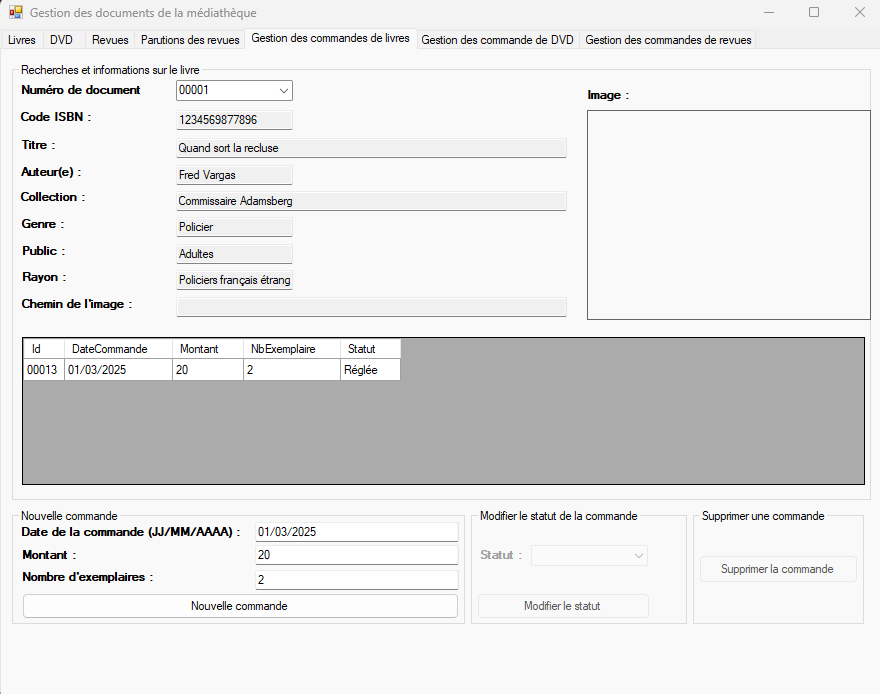 Gestion des documents de la médiathèque
Livres DVD Revues Parutions des revues Gestion des commandes de livres Gestion des commande de DVD Gestion des commandes de revues
Recherches et informations sur le livre
Numéro de document 00001
Image :
Code ISBN : 1234569877896
Titre : Quand sort la recluse
Auteur(e) : Fred Vargas
Collection : Commissaire Adamsberg
Genre : Policier
Public : Adultes
Rayon : Policiers français étrang
Chemin de l'image :
Id DateCommande Montant NbExemplaire Statut
00013 01/03/2025 20 2 Réglée
Nouvelle commande
Date de la commande (JJ/MM/AAAA) : 01/03/2025
Montant : 20
Nombre d'exemplaires : 2
Nouvelle commande
Modifier le statut de la commande
Statut :
Modifier le statut
Supprimer une commande
Supprimer la commande